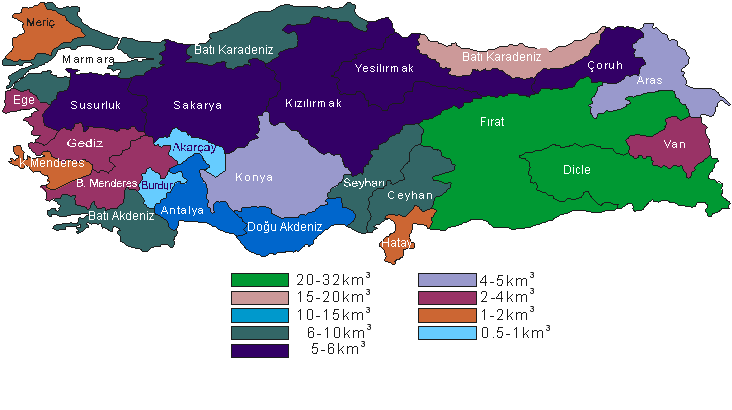 Meriç
Batı Karadeniz
Marmara
Yesilırmak
Batı Karadeniz
Çoruh
Aras
Ege
Susurluk
Sakarya
Kızılırmak
Fırat
Gediz
Akarçay
Van
K.Menderes
Konya
Dicle
B. Menderes
Burdur
Seyhan
Ceyhan
Batı Akdeniz
Antalya
Doğu Akdeniz
Hatay
20-32km³
15-20km³
10-15km³
6-10km³
5-6km³
4-5km³
2-4km³
1-2km³
0.5-1km³